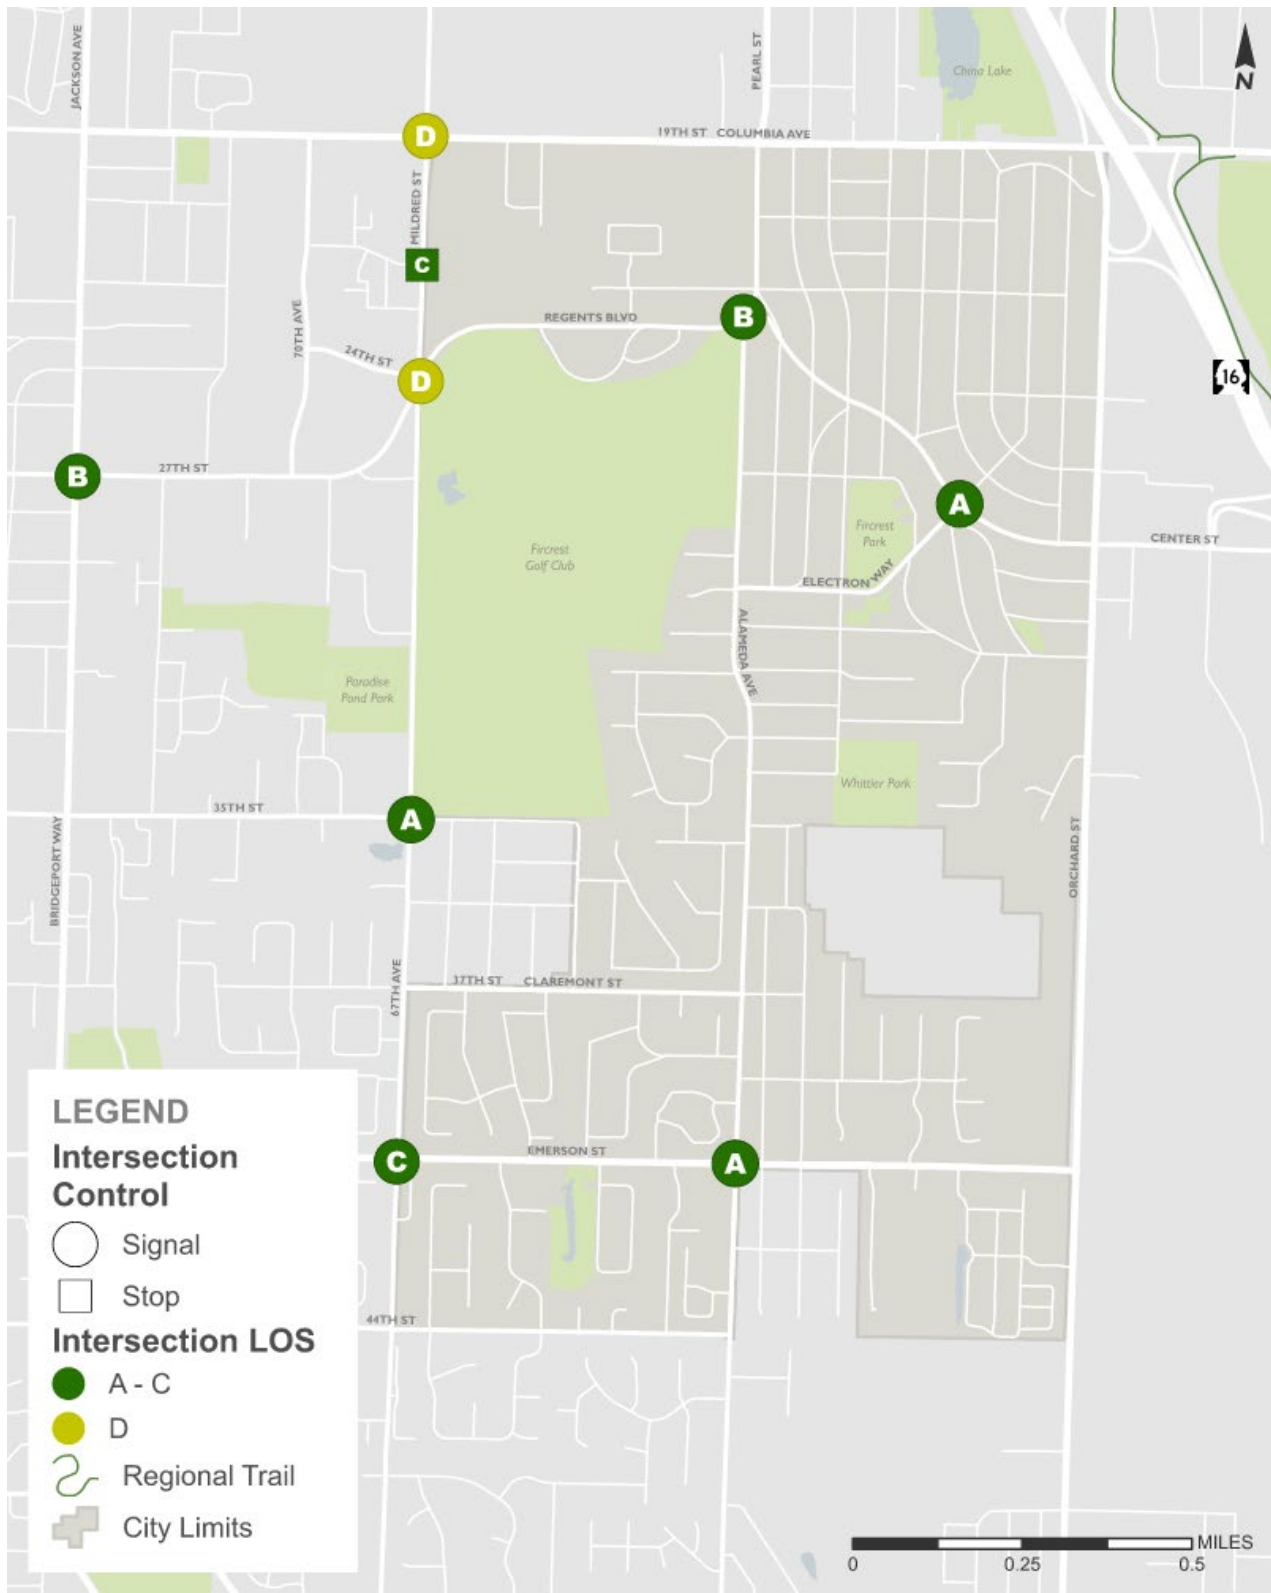 JACKSON AVE
PEARL ST
China Lake
N
D
19TH ST COLUMBIA AVE
MILDRED ST
C
70TH AVE
REGENTS BLVD
B
24TH ST
D
16
B
27TH ST
A
Fircrest
Park
CENTER ST
Fircrest
Golf Club
ELECTRON WAY
ALAMEDA AVE
Paradise
Pond Park
Whittier Park
35TH ST
A
BRIDGEPORT WAY
ORCHARD ST
67TH AVE
37TH ST CLAREMONT ST
EMERSON ST
C
A
44TH ST
LEGEND
Intersection
Control
Signal
Stop
Intersection LOS
A - C
D
Regional Trail
City Limits
MILES
0 0.25 0.5